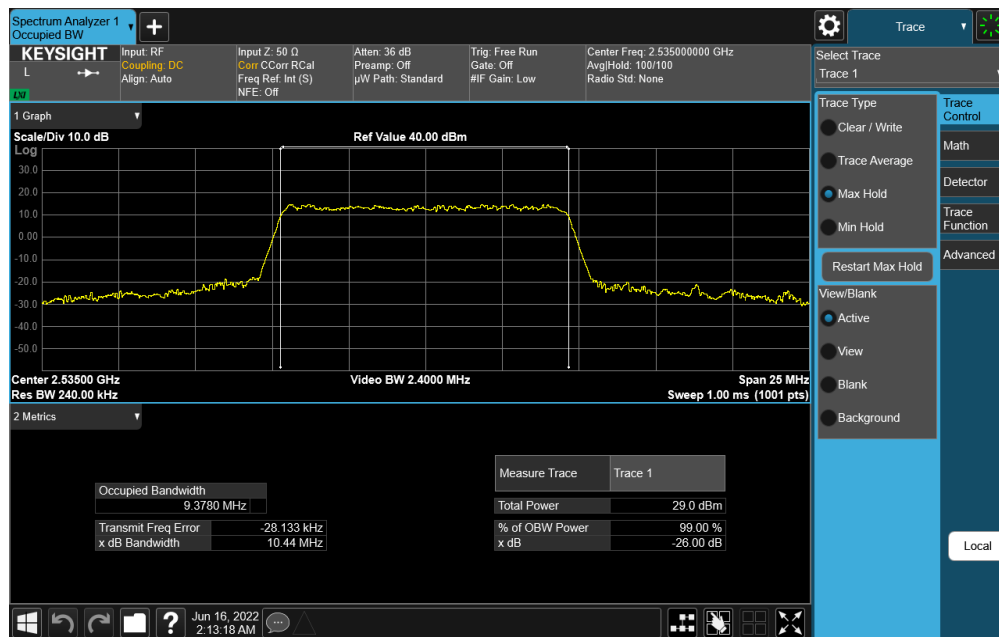 Spectrum Analyzer 1
Occupied BW
Trace
KEYSIGHT
L
LXI
Input: RF
Coupling: DC
Align: Auto
Input Z: 50 Ω
Corr CCorr RCal
Freq Ref: Int (S)
NFE: Off
Atten: 36 dB
Preamp: Off
µW Path: Standard
Trig: Free Run
Gate: Off
#IF Gain: Low
Center Freq: 2.535000000 GHz
Avg|Hold: 100/100
Radio Std: None
1 Graph
Scale/Div 10.0 dB
Ref Value 40.00 dBm
Log
30.0
20.0
10.0
0.00
-10.0
-20.0
-30.0
-40.0
-50.0
Center 2.53500 GHz
Video BW 2.4000 MHz
Span 25 MHz
Res BW 240.00 kHz
Sweep 1.00 ms (1001 pts)
2 Metrics
Occupied Bandwidth
9.3780 MHz
Transmit Freq Error -28.133 kHz
x dB Bandwidth 10.44 MHz
Measure Trace Trace 1
Total Power 29.0 dBm
% of OBW Power 99.00 %
x dB -26.00 dB
Select Trace
Trace 1
Trace Type
Clear / Write
Trace Average
Max Hold
Min Hold
Restart Max Hold
View/Blank
Active
View
Blank
Background
Trace
Control
Math
Detector
Trace
Function
Advanced
Local
?
Jun 16, 2022
2:13:18 AM